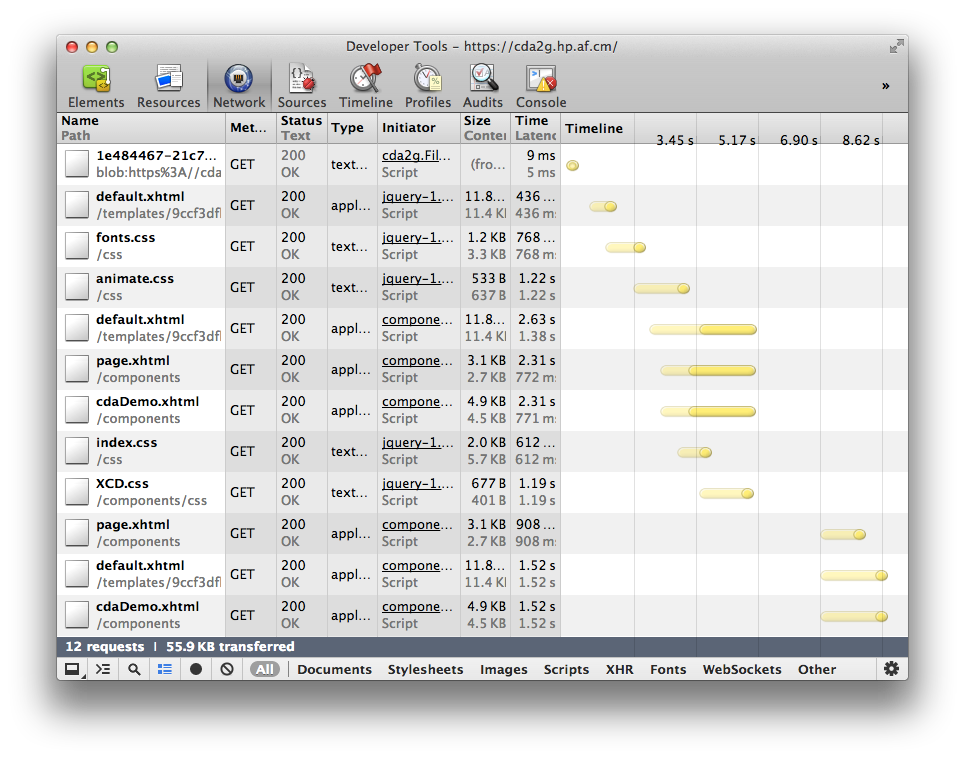 Developer Tools - https://cda2g.hp.af.cm/
Elements Resources Network Sources Timeline Profiles Audits Console »
Name Met... Status Type Initiator Size Time Timeline
Path Text Latenc
3.45 s 5.17 s 6.90 s 8.62 s
1e484467-21c7... GET 200 text... cda2g.Fil... (fro... 9 ms
blob:https%3A//cda OK Script 5 ms
default.xhtml GET 200 appl... jquery-1.... 11.8... 436 ...
/templates/9ccf3dfl OK Script 11.4 K 436 ms
fonts.css GET 200 text... jquery-1.... 1.2 KB 768 ...
/css OK Script 3.3 KB 768 ms
animate.css GET 200 text... jquery-1.... 533 B 1.22 s
/css OK Script 637 B 1.22 s
default.xhtml GET 200 appl... compone... 11.8... 2.63 s
/templates/9ccf3dfl OK Script 11.4 K 1.38 s
page.xhtml GET 200 appl... compone... 3.1 KB 2.31 s
/components OK Script 2.7 KB 772 ms
cdaDemo.xhtml GET 200 appl... compone... 4.9 KB 2.31 s
/components OK Script 4.5 KB 771 ms
index.css GET 200 text... jquery-1.... 2.0 KB 612 ...
/css OK Script 5.7 KB 612 ms
XCD.css GET 200 text... jquery-1.... 677 B 1.19 s
/components/css OK Script 401 B 1.19 s
page.xhtml GET 200 appl... compone... 3.1 KB 908 ...
/components OK Script 2.7 KB 908 ms
default.xhtml GET 200 appl... compone... 11.8... 1.52 s
/templates/9ccf3dfl OK Script 11.4 K 1.52 s
cdaDemo.xhtml GET 200 appl... compone... 4.9 KB 1.52 s
/components OK Script 4.5 KB 1.52 s
12 requests | 55.9 KB transferred
All Documents Stylesheets Images Scripts XHR Fonts WebSockets Other